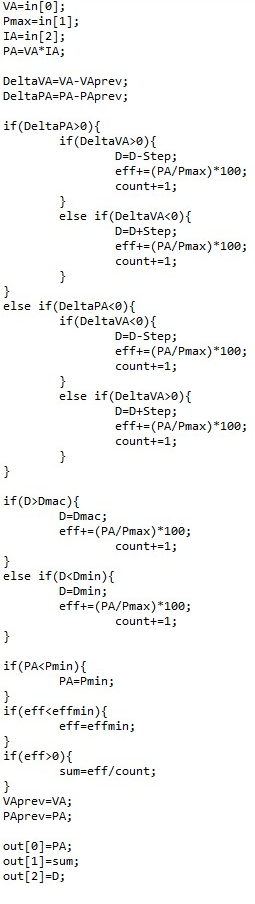 VA=in[0];
Pmax=in[1];
IA=in[2];
PA=VA*IA;

DeltaVA=VA-VAprev;
DeltaPA=PA-PAprev;

if(DeltaPA>0){
        if(DeltaVA>0){
                D=D-Step;
                eff+=(PA/Pmax)*100;
                count+=1;
        }
        else if(DeltaVA<0){
                D=D+Step;
                eff+=(PA/Pmax)*100;
                count+=1;
        }
}
else if(DeltaPA<0){
        if(DeltaVA<0){
                D=D-Step;
                eff+=(PA/Pmax)*100;
                count+=1;
        }
        else if(DeltaVA>0){
                D=D+Step;
                eff+=(PA/Pmax)*100;
                count+=1;
        }
}

if(D>Dmac){
        D=Dmac;
        eff+=(PA/Pmax)*100;
                count+=1;
}
else if(D<Dmin){
        D=Dmin;
        eff+=(PA/Pmax)*100;
                count+=1;
}

if(PA<Pmin){
        PA=Pmin;
}
if(eff<effmin){
        eff=effmin;
}
if(eff>0){
        sum=eff/count;
}
VAprev=VA;
PAprev=PA;

out[0]=PA;
out[1]=sum;
out[2]=D;